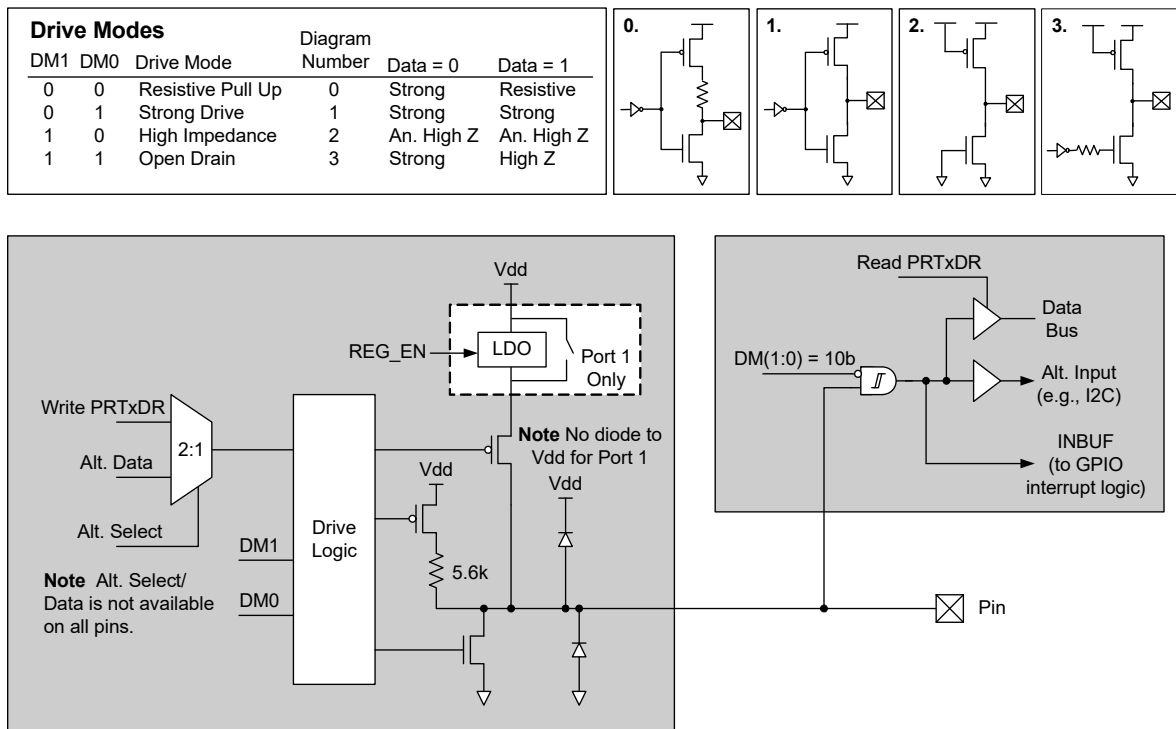 Drive Modes
DM1 DM0 Drive Mode Diagram Number Data = 0 Data = 1
0 0 Resistive Pull Up 0 Strong Resistive
0 1 Strong Drive 1 Strong Strong
1 0 High Impedance 2 An. High Z An. High Z
1 1 Open Drain 3 Strong High Z
0.
1.
2.
3.
Vdd
REG_EN
LDO
Port 1
Only
Write PRTxDR
2:1
Alt. Data
Alt. Select
Note Alt. Select/
Data is not available
on all pins.
DM1
DM0
Drive
Logic
Note No diode to
Vdd for Port 1
Vdd
Vdd
5.6k
Read PRTxDR
Data
Bus
DM(1:0) = 10b
Alt. Input
(e.g., I2C)
INBUF
(to GPIO
interrupt logic)
Pin